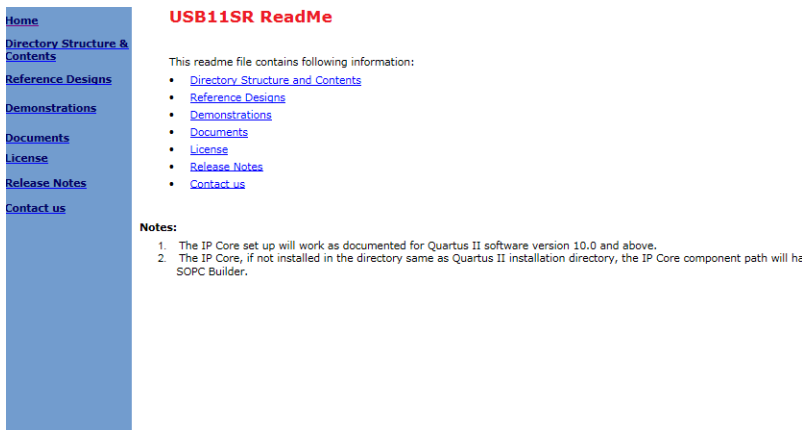 Home
Directory Structure &
Contents
Reference Designs
Demonstrations
Documents
License
Release Notes
Contact us
USB11SR ReadMe
This readme file contains following information:
• Directory Structure and Contents
• Reference Designs
• Demonstrations
• Documents
• License
• Release Notes
• Contact us
Notes:
1. The IP Core set up will work as documented for Quartus II software version 10.0 and above.
2. The IP Core, if not installed in the directory same as Quartus II installation directory, the IP Core component path will ha
SOPC Builder.